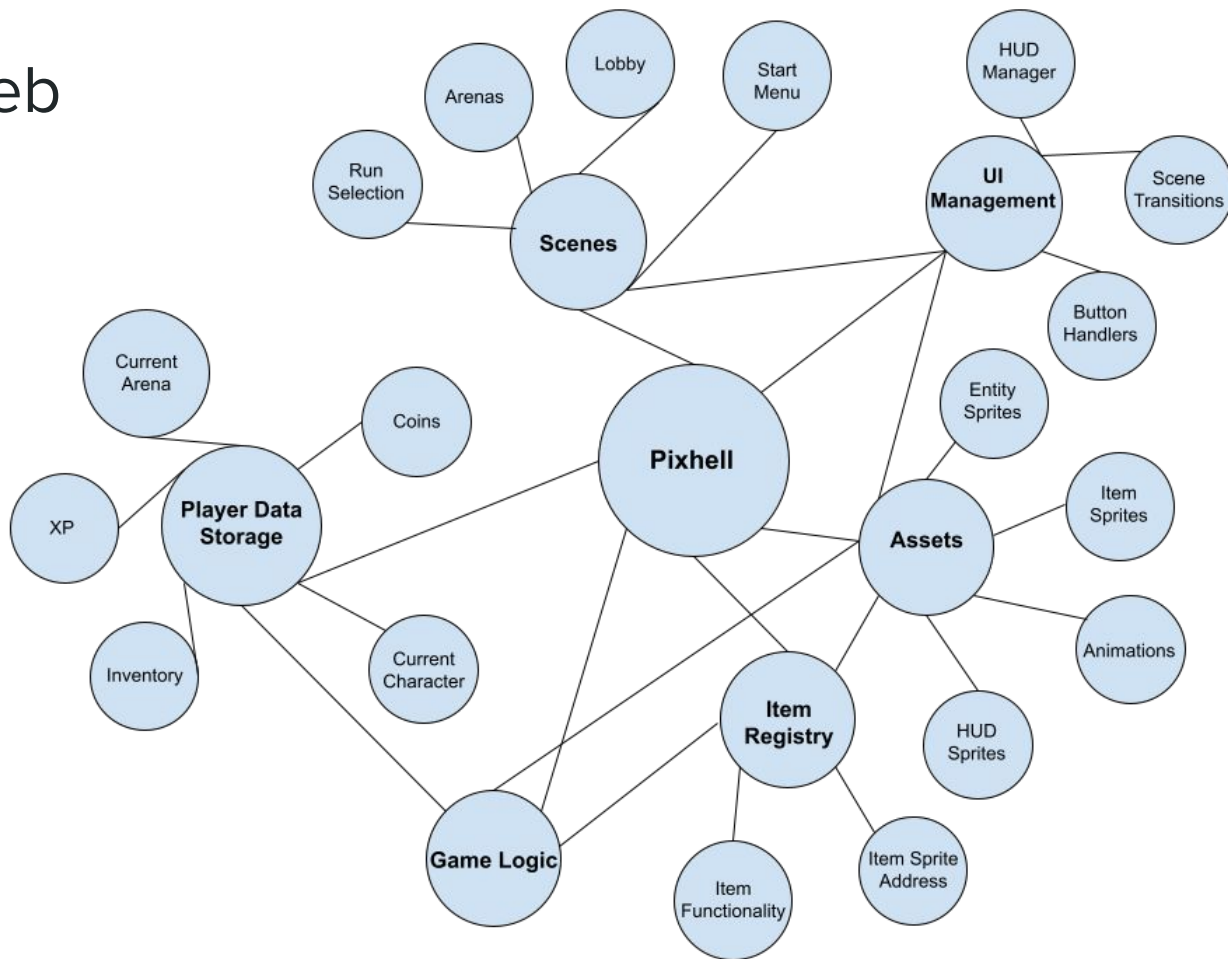 eb
Lobby
HUD
Manager
Start
Menu
Arenas
Run
Selection
UI
Management
Scene
Transitions
Scenes
Button
Handlers
Current
Arena
Coins
Entity
Sprites
Pixhell
Item
Sprites
Player Data
Storage
XP
Assets
Animations
Inventory
Current
Character
Item
Registry
HUD
Sprites
Game Logic
Item Sprite
Address
Item
Functionality